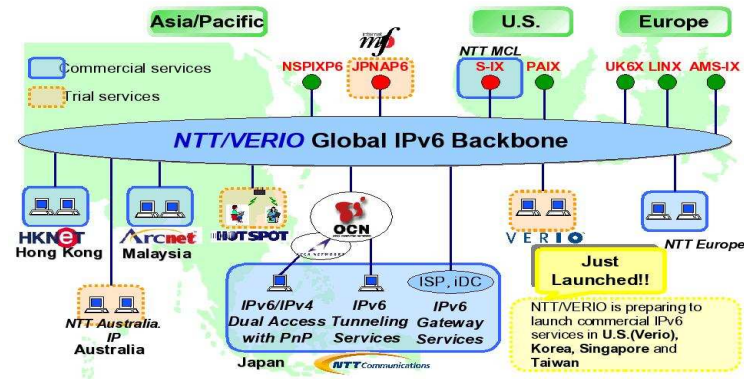 Asia/Pacific
U.S.
Europe
internet
mf
NTT MCL
Commercial services
Trial services
NSPIXP6
JPNAP6
S-IX
PAIX
UK6X
LINX
AMS-IX
NTT/VERIO Global IPv6 Backbone
HKNeT
Hong Kong
Arcnet
Malaysia
HOTSPOT
OCN
VERIO
NTT Europe
NTT Australia.
IP
Australia
IPv6/IPv4
Dual Access
with PnP
IPv6
Tunneling
Services
ISP, iDC
IPv6
Gateway
Services
Japan
NTT Communications
Just
Launched!!
NTT/VERIO is preparing to
launch commercial IPv6
services in U.S.(Verio),
Korea, Singapore and
Taiwan